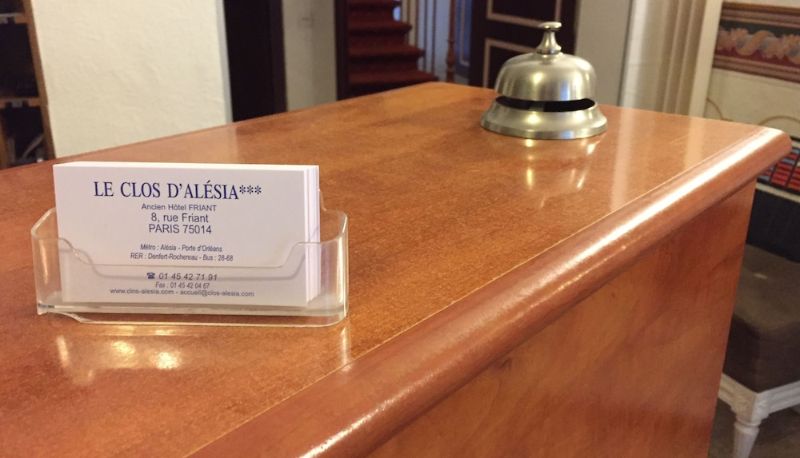 LE CLOS D'ALÉSIA***
Ancien Hôtel FRIANT
8, rue Friant
PARIS 75014
Métro : Alésia - Porte d'Orléans
RER : Denfert-Rochereau - Bus : 28-68
☎ 01 45 42 71 91
Fax : 01 45 42 04 67
www.clos-alesia.com - accueil@clos-alesia.com